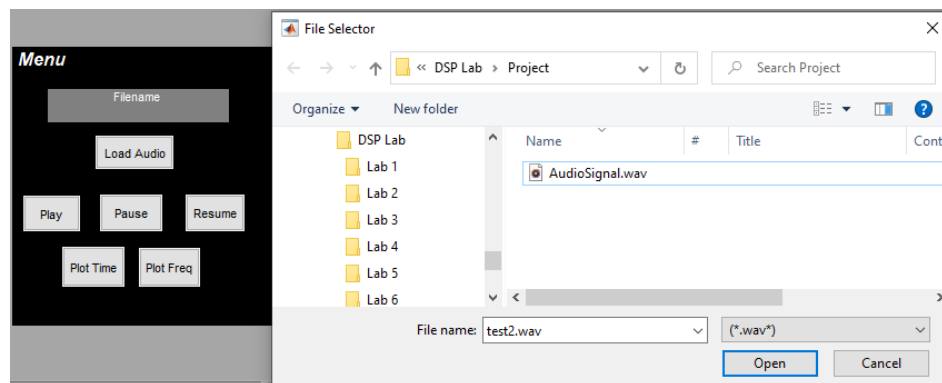 Menu
Filename
Load Audio
Play Pause Resume
Plot Time Plot Freq
File Selector
« DSP Lab › Project
Search Project
Organize New folder
DSP Lab
Lab 1
Lab 2
Lab 3
Lab 4
Lab 5
Lab 6
Name # Title Cont
AudioSignal.wav
File name: test2.wav (*.wav*)
Open Cancel